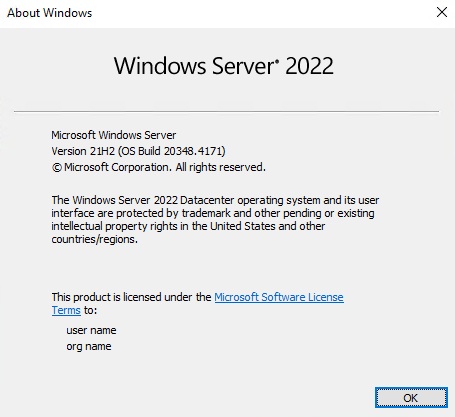 About Windows
Windows Server® 2022
Microsoft Windows Server
Version 21H2 (OS Build 20348.4171)
© Microsoft Corporation. All rights reserved.
The Windows Server 2022 Datacenter operating system and its user
interface are protected by trademark and other pending or existing
intellectual property rights in the United States and other
countries/regions.
This product is licensed under the Microsoft Software License
Terms to:
user name
org name
OK